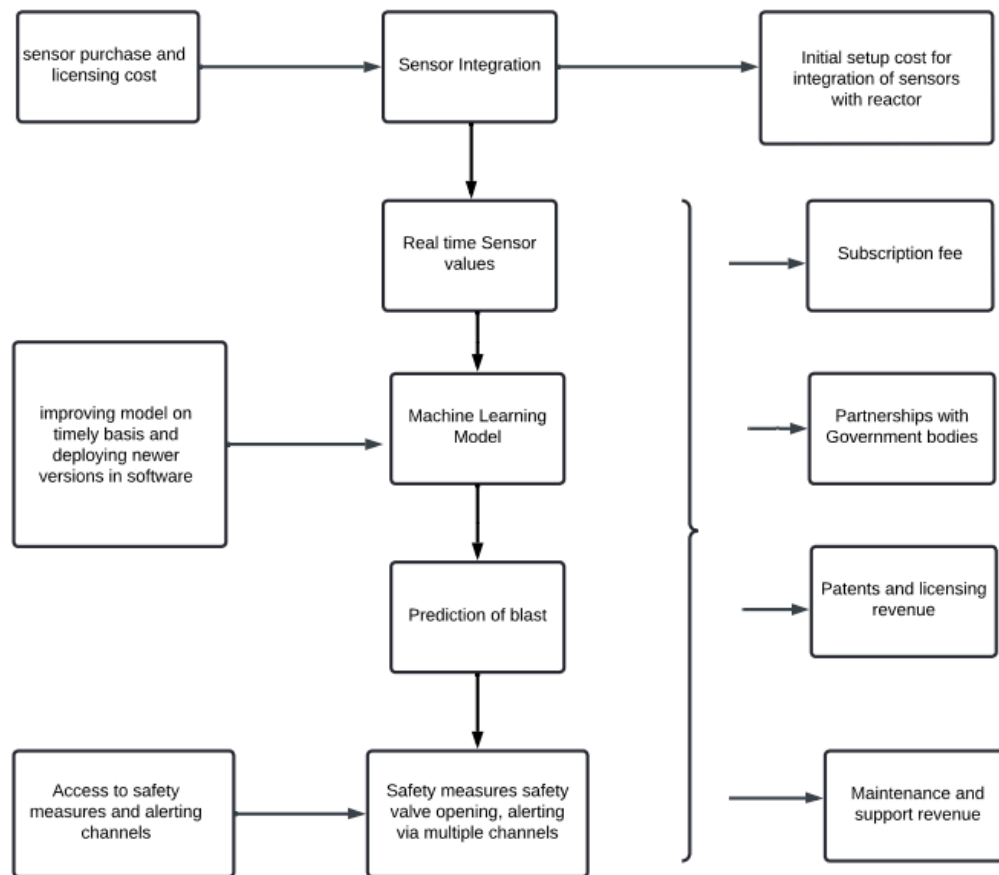 sensor purchase and
licensing cost
Sensor Integration
Initial setup cost for
integration of sensors
with reactor
Real time Sensor
values
Subscription fee
improving model on
timely basis and
deploying newer
versions in software
Machine Learning
Model
Partnerships with
Government bodies
Prediction of blast
Patents and licensing
revenue
Access to safety
measures and alerting
channels
Safety measures safety
valve opening, alerting
via multiple channels
Maintenance and
support revenue